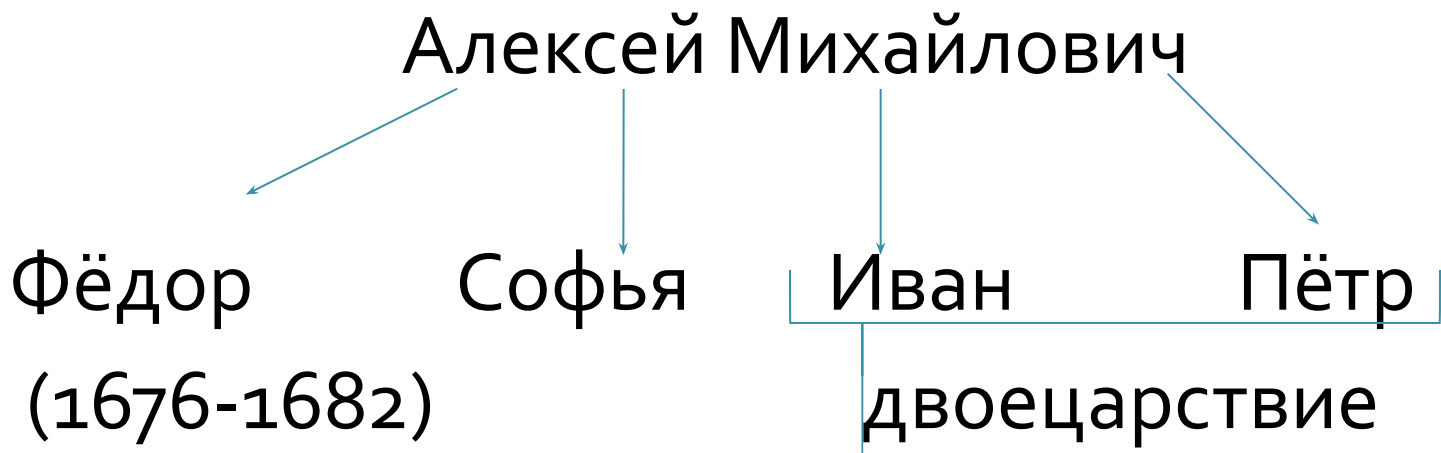 Алексей Михайлович
Фёдор Софья Иван Пётр
(1676-1682) двоецарствие